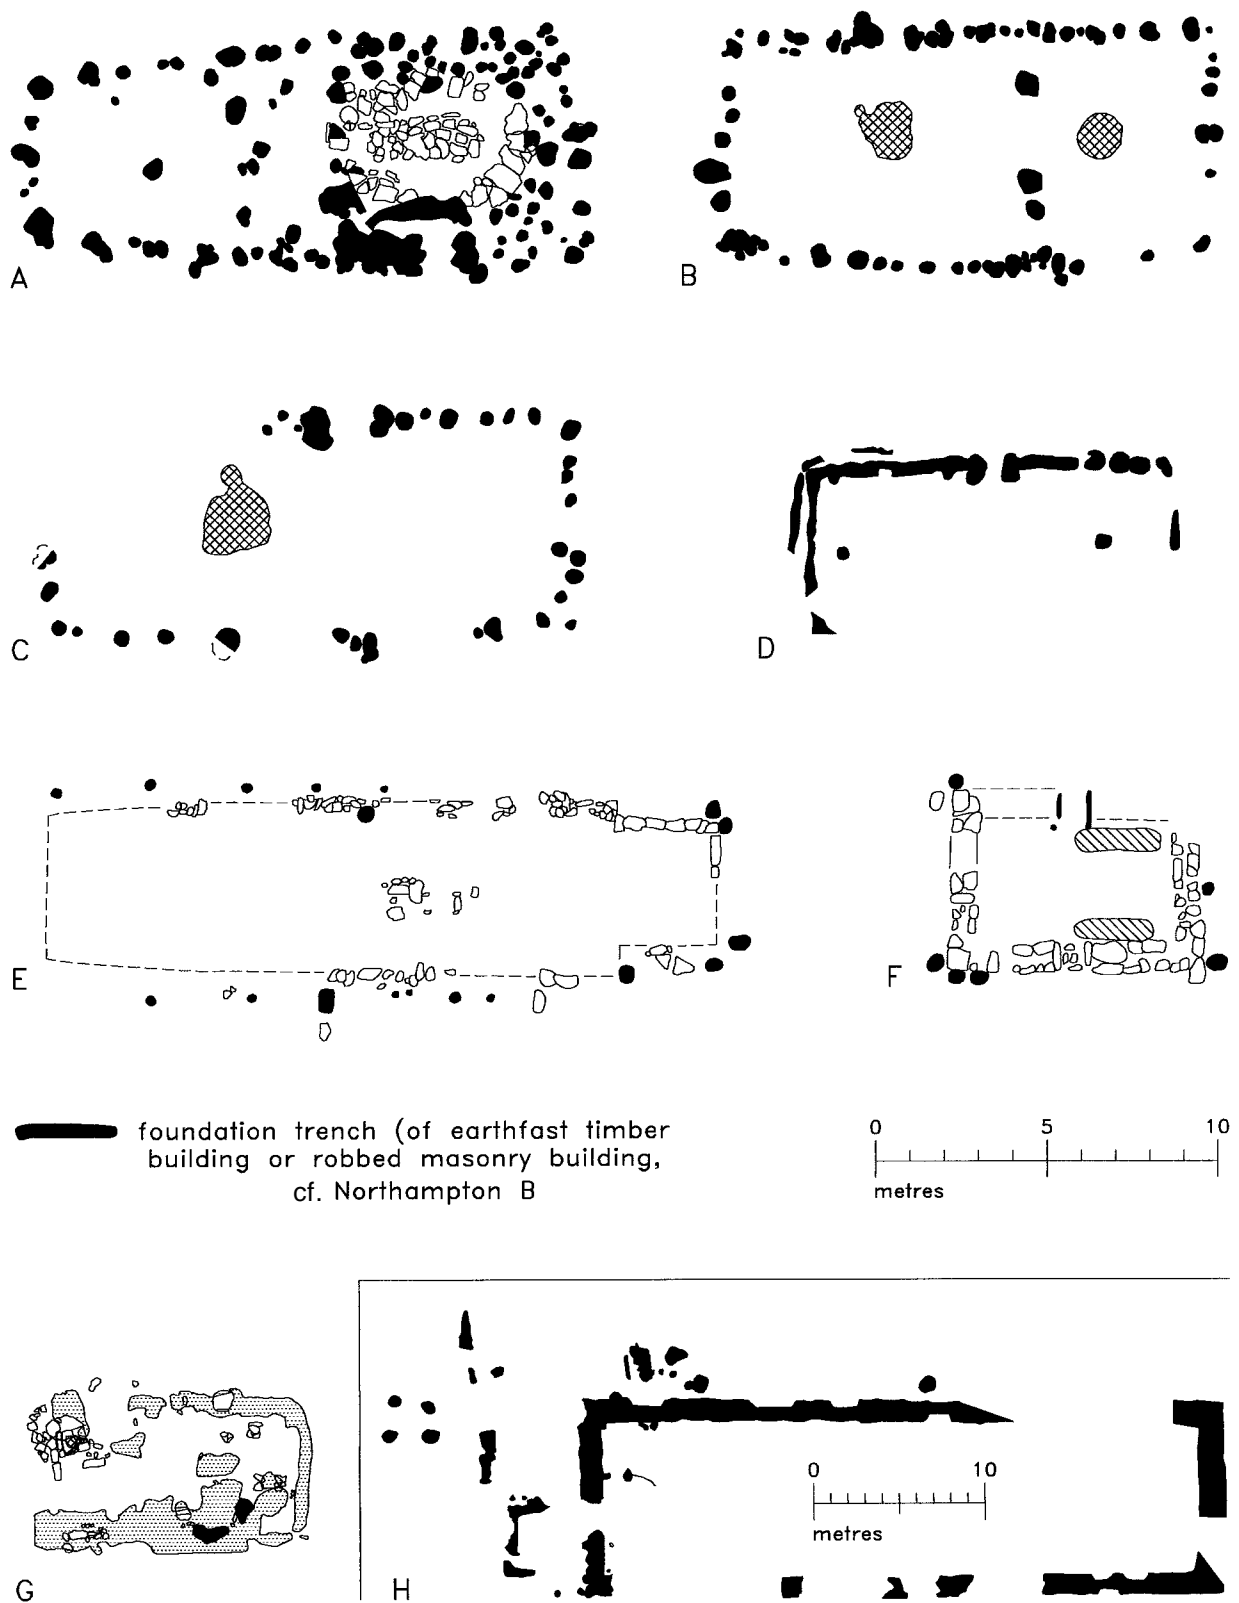 A
B
C
D
E
F
foundation trench (of earthfast timber
building or robbed masonry building,
cf. Northampton B
0 5 10
metres
G
H
0 10
metres